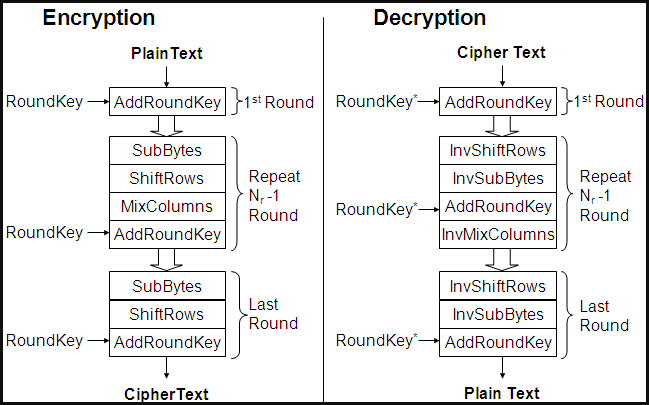 Encryption
PlainText
RoundKey
AddRoundKey
1st Round
SubBytes
ShiftRows
MixColumns
RoundKey
AddRoundKey
Repeat
Nr -1
Round
SubBytes
ShiftRows
RoundKey
AddRoundKey
Last
Round
CipherText
Decryption
Cipher Text
RoundKey*
AddRoundKey
1st Round
InvShiftRows
InvSubBytes
RoundKey*
AddRoundKey
InvMixColumns
Repeat
Nr -1
Round
InvShiftRows
InvSubBytes
RoundKey*
AddRoundKey
Last
Round
Plain Text